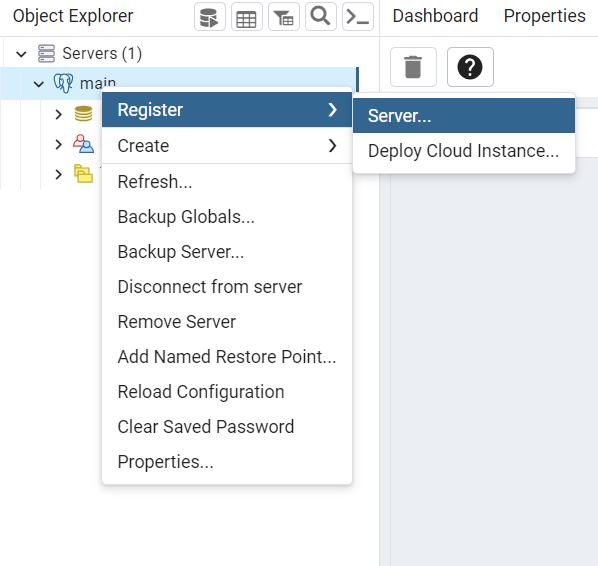 Object Explorer
Dashboard Properties
Servers (1)
main
Register
Server...
Create
Deploy Cloud Instance...
Refresh...
Backup Globals...
Backup Server...
Disconnect from server
Remove Server
Add Named Restore Point...
Reload Configuration
Clear Saved Password
Properties...